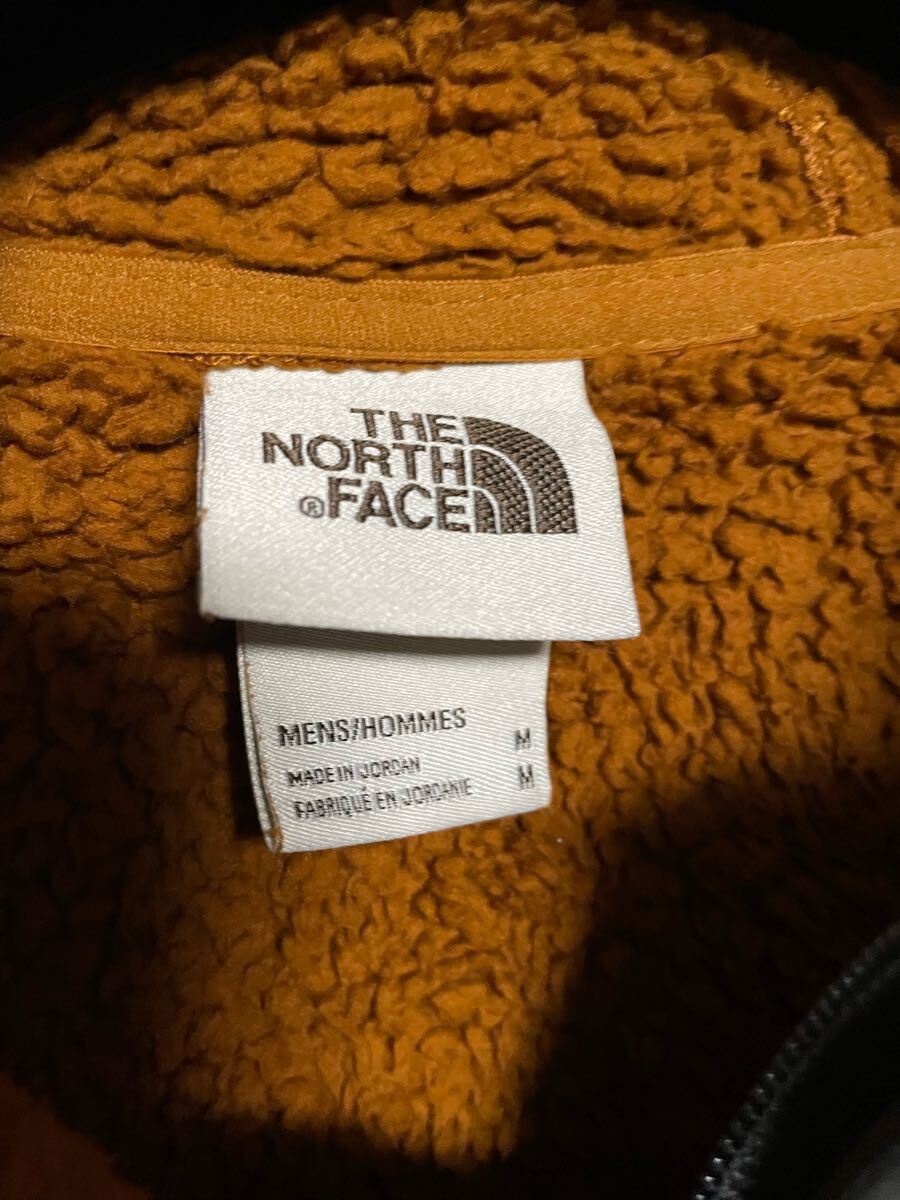 THE
NORTH
®FACE
MENS/HOMMES M
MADE IN JORDAN
FABRIQUÉ EN JORDANIE M